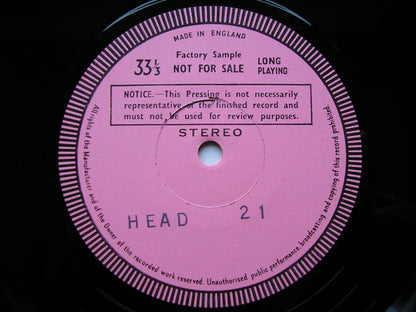 MADE IN ENGLAND
Factory Sample
33⅓ NOT FOR SALE LONG PLAYING
NOTICE.—This Pressing is not necessarily
representative of the finished record and
must not be used for review purposes.
STEREO
HEAD 21
All rights of the Manufacturer and of the Owner of the recorded work reserved. Unauthorised public performance, broadcasting and copying of this record prohibited.